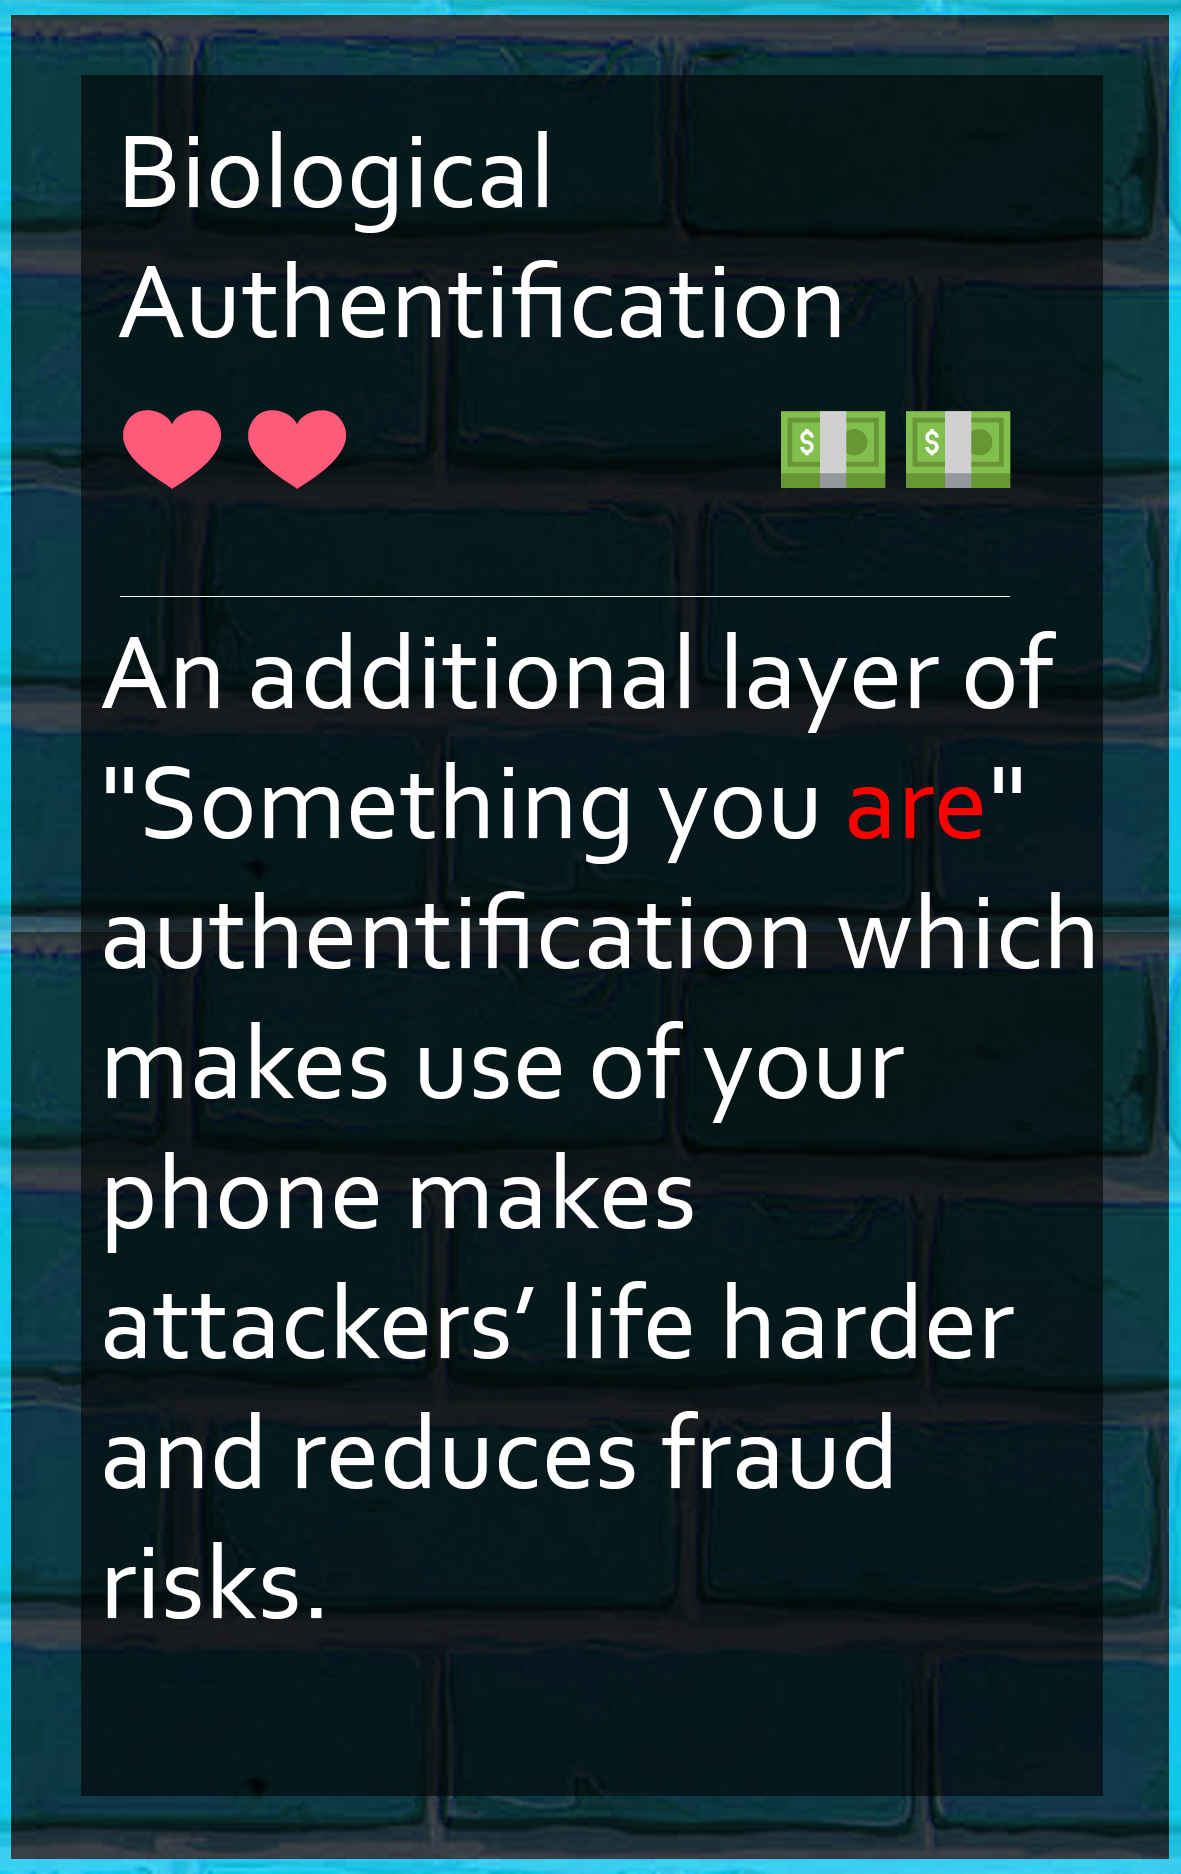 Biological
Authentification
An additional layer of
"Something you are"
authentification which
makes use of your
phone makes
attackers’ life harder
and reduces fraud
risks.